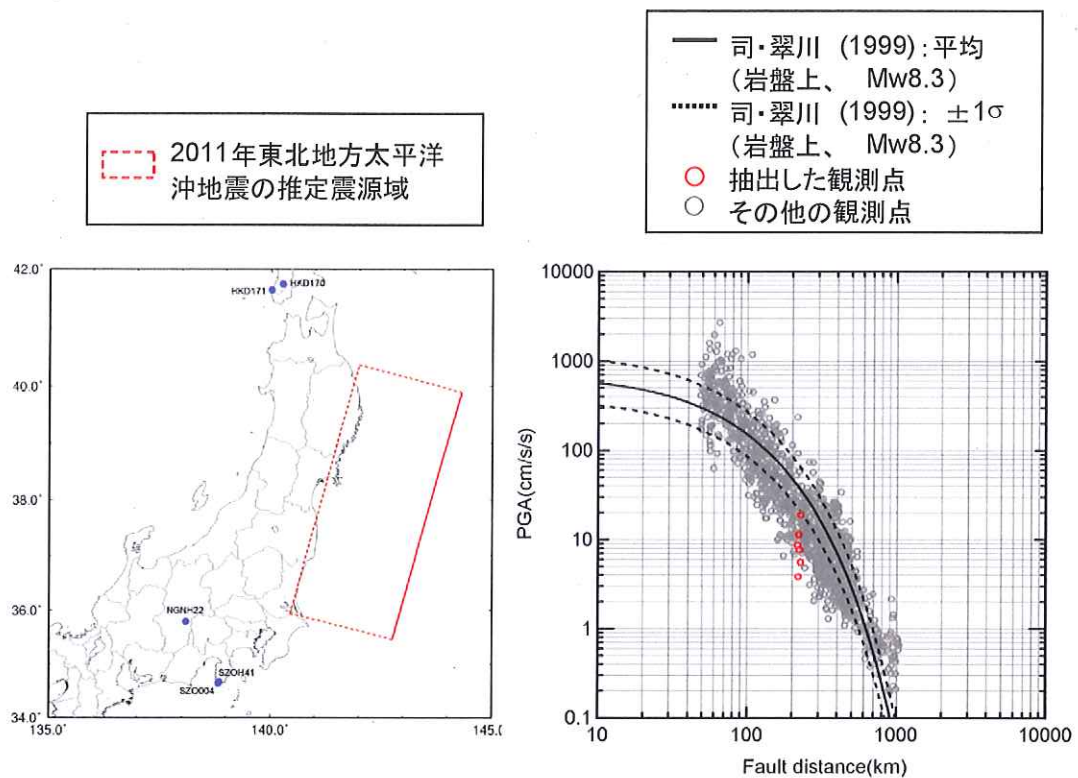 2011年東北地方太平洋
沖地震の推定震源域
司・翠川 (1999):平均
(岩盤上、 Mw8.3)
司・翠川 (1999): ±1σ
(岩盤上、 Mw8.3)
抽出した観測点
その他の観測点
42.0°
40.0°
38.0°
36.0°
34.0°
135.0°
140.0°
145.0
HKD170
HKD171
NGNH22
SZOH41
SZO004
10000
1000
100
10
1
0.1
PGA(cm/s/s)
10
100
1000
10000
Fault distance(km)